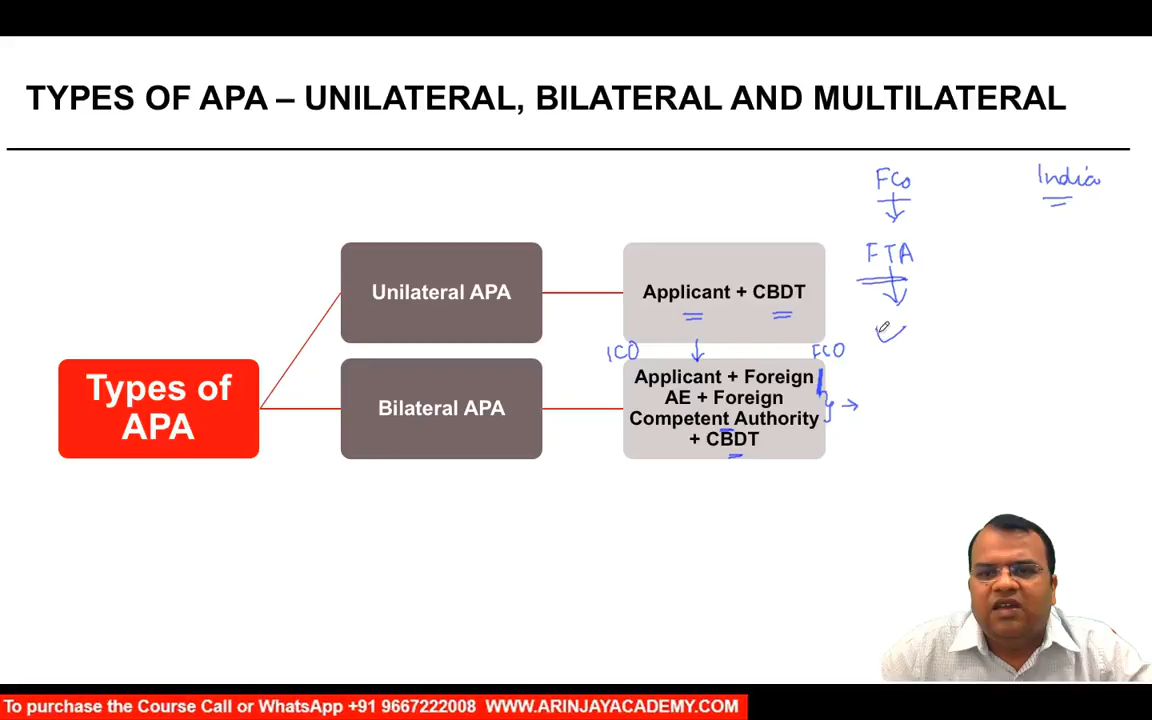 TYPES OF APA – UNILATERAL, BILATERAL AND MULTILATERAL
FCo
India
FTA
Unilateral APA
Applicant + CBDT
ICO
FCO
Types of
APA
Bilateral APA
Applicant + Foreign
AE + Foreign
Competent Authority
+ CBDT
To purchase the Course Call or WhatsApp +91 9667222008 WWW.ARINJAYACADEMY.COM